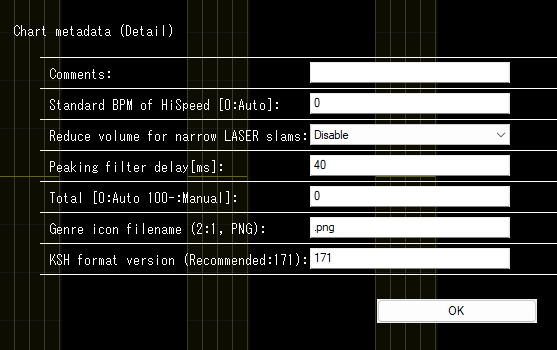 Chart metadata (Detail)
Comments:
Standard BPM of HiSpeed [0:Auto]: 0
Reduce volume for narrow LASER slams: Disable
Peaking filter delay[ms]: 40
Total [0:Auto 100-:Manual]: 0
Genre icon filename (2:1, PNG): .png
KSH format version (Recommended:171): 171
OK